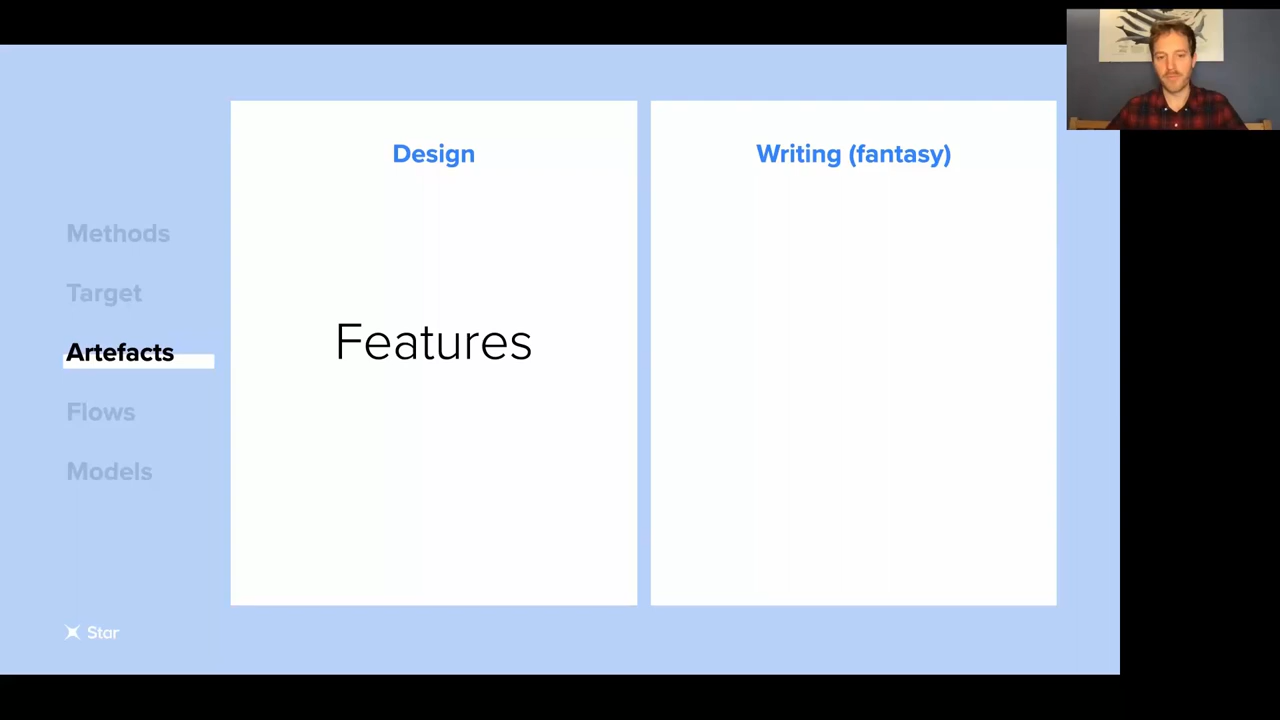 Methods
Target
Artefacts
Flows
Models
Design
Features
Writing (fantasy)
Star